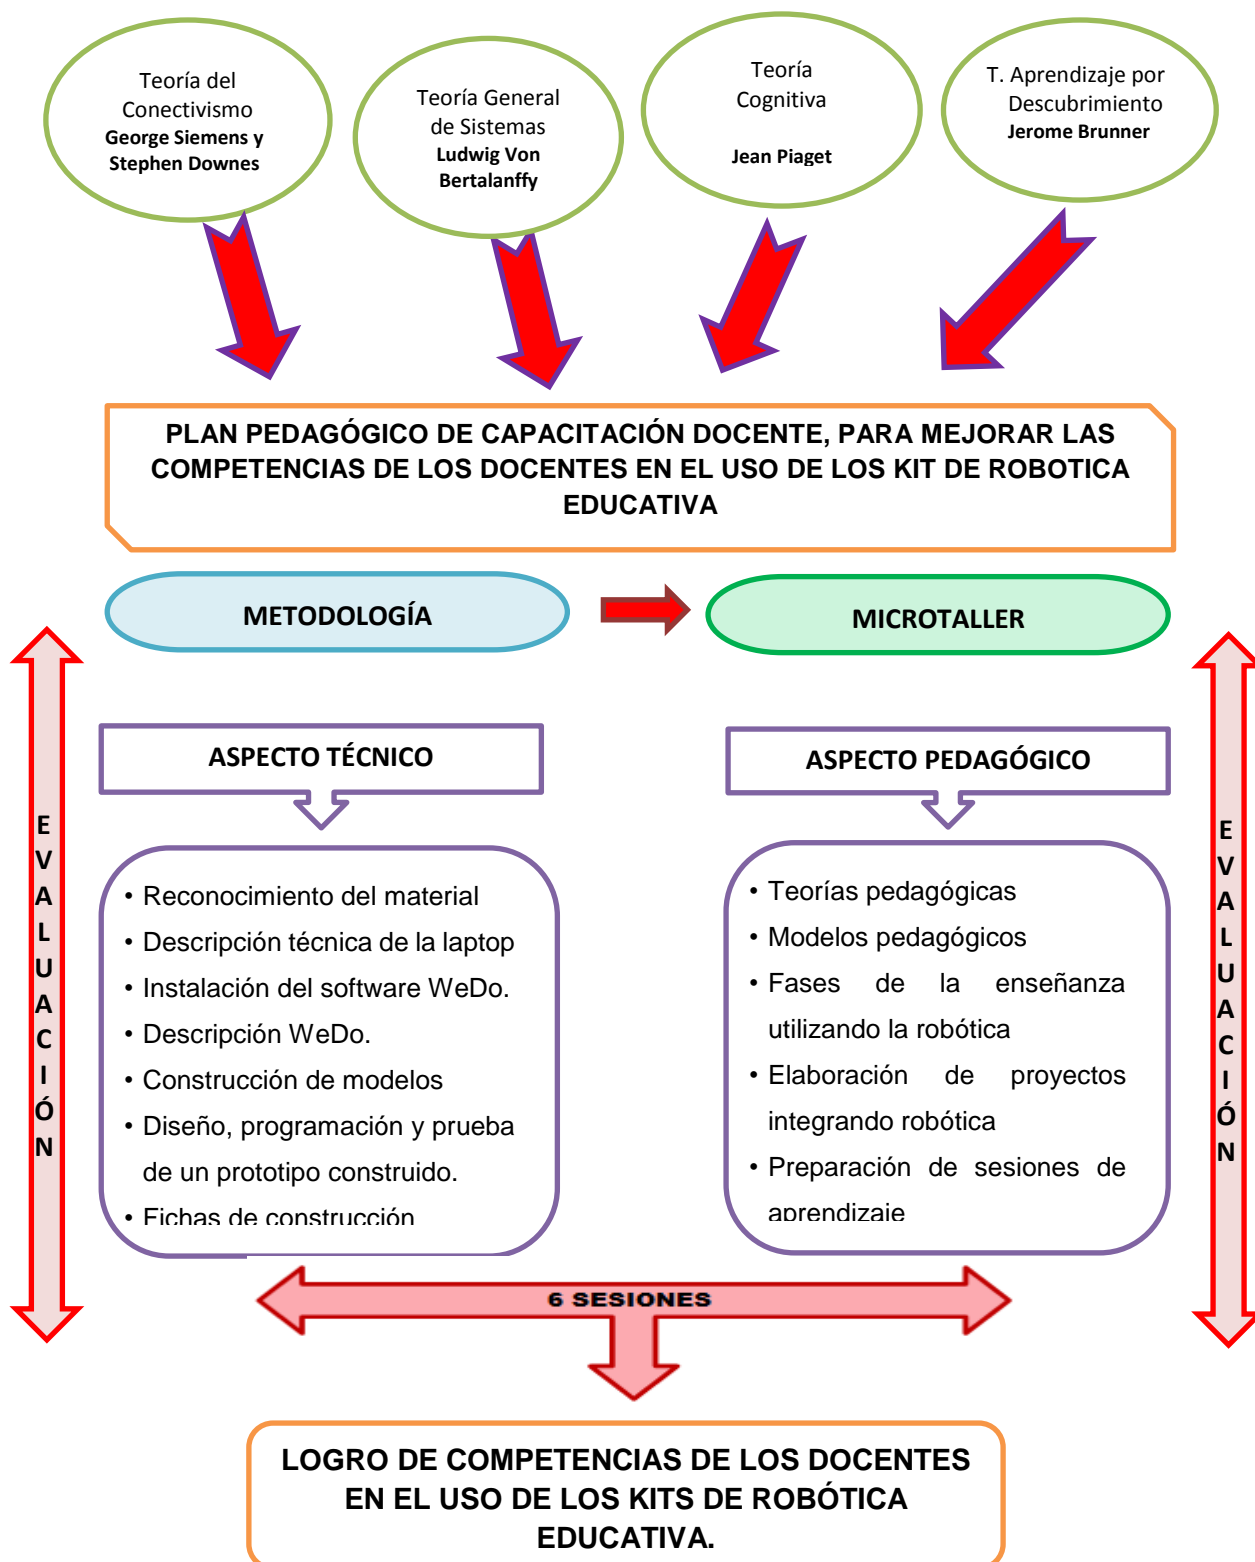 Teoría del
Conectivismo
George Siemens y
Stephen Downes
Teoría General
de Sistemas
Ludwig Von
Bertalanffy
Teoría
Cognitiva
Jean Piaget
T. Aprendizaje por
Descubrimiento
Jerome Brunner
PLAN PEDAGÓGICO DE CAPACITACIÓN DOCENTE, PARA MEJORAR LAS
COMPETENCIAS DE LOS DOCENTES EN EL USO DE LOS KIT DE ROBOTICA
EDUCATIVA
METODOLOGÍA
MICROTALLER
EVALUACIÓN
ASPECTO TÉCNICO
• Reconocimiento del material
• Descripción técnica de la laptop
• Instalación del software WeDo.
• Descripción WeDo.
• Construcción de modelos
• Diseño, programación y prueba
de un prototipo construido.
• Fichas de construcción
ASPECTO PEDAGÓGICO
• Teorías pedagógicas
• Modelos pedagógicos
• Fases de la enseñanza
utilizando la robótica
• Elaboración de proyectos
integrando robótica
• Preparación de sesiones de
aprendizaje
EVALUACIÓN
6 SESIONES
LOGRO DE COMPETENCIAS DE LOS DOCENTES
EN EL USO DE LOS KITS DE ROBÓTICA
EDUCATIVA.